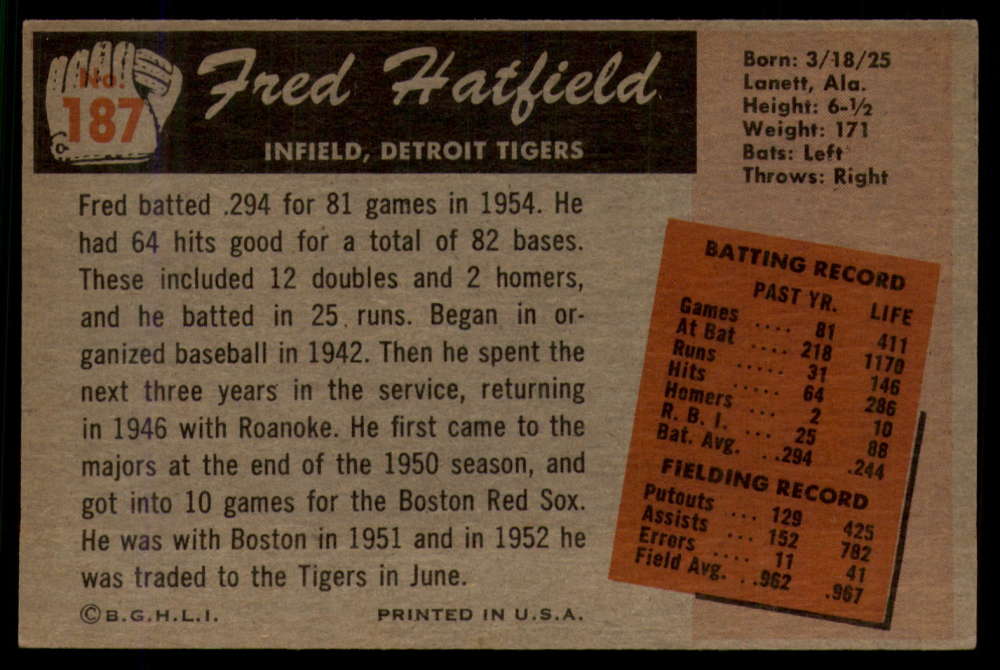 No.
187
Fred Hatfield
INFIELD, DETROIT TIGERS
Born: 3/18/25
Lanett, Ala.
Height: 6-½
Weight: 171
Bats: Left
Throws: Right
Fred batted .294 for 81 games in 1954. He
had 64 hits good for a total of 82 bases.
These included 12 doubles and 2 homers,
and he batted in 25 runs. Began in or-
ganized baseball in 1942. Then he spent the
next three years in the service, returning
in 1946 with Roanoke. He first came to the
majors at the end of the 1950 season, and
got into 10 games for the Boston Red Sox.
He was with Boston in 1951 and in 1952 he
was traded to the Tigers in June.
©B.G.H.L.I. PRINTED IN U.S.A.
BATTING RECORD
PAST YR. LIFE
Games .... 81 411
At Bat .... 218 1170
Runs ..... 31 146
Hits ..... 64 286
Homers ... 2 10
R. B. I. ... 25 88
Bat. Avg. ..294 .244
FIELDING RECORD
Putouts ... 129 425
Assists ... 152 782
Errors .... 11 41
Field Avg. ..962 .967